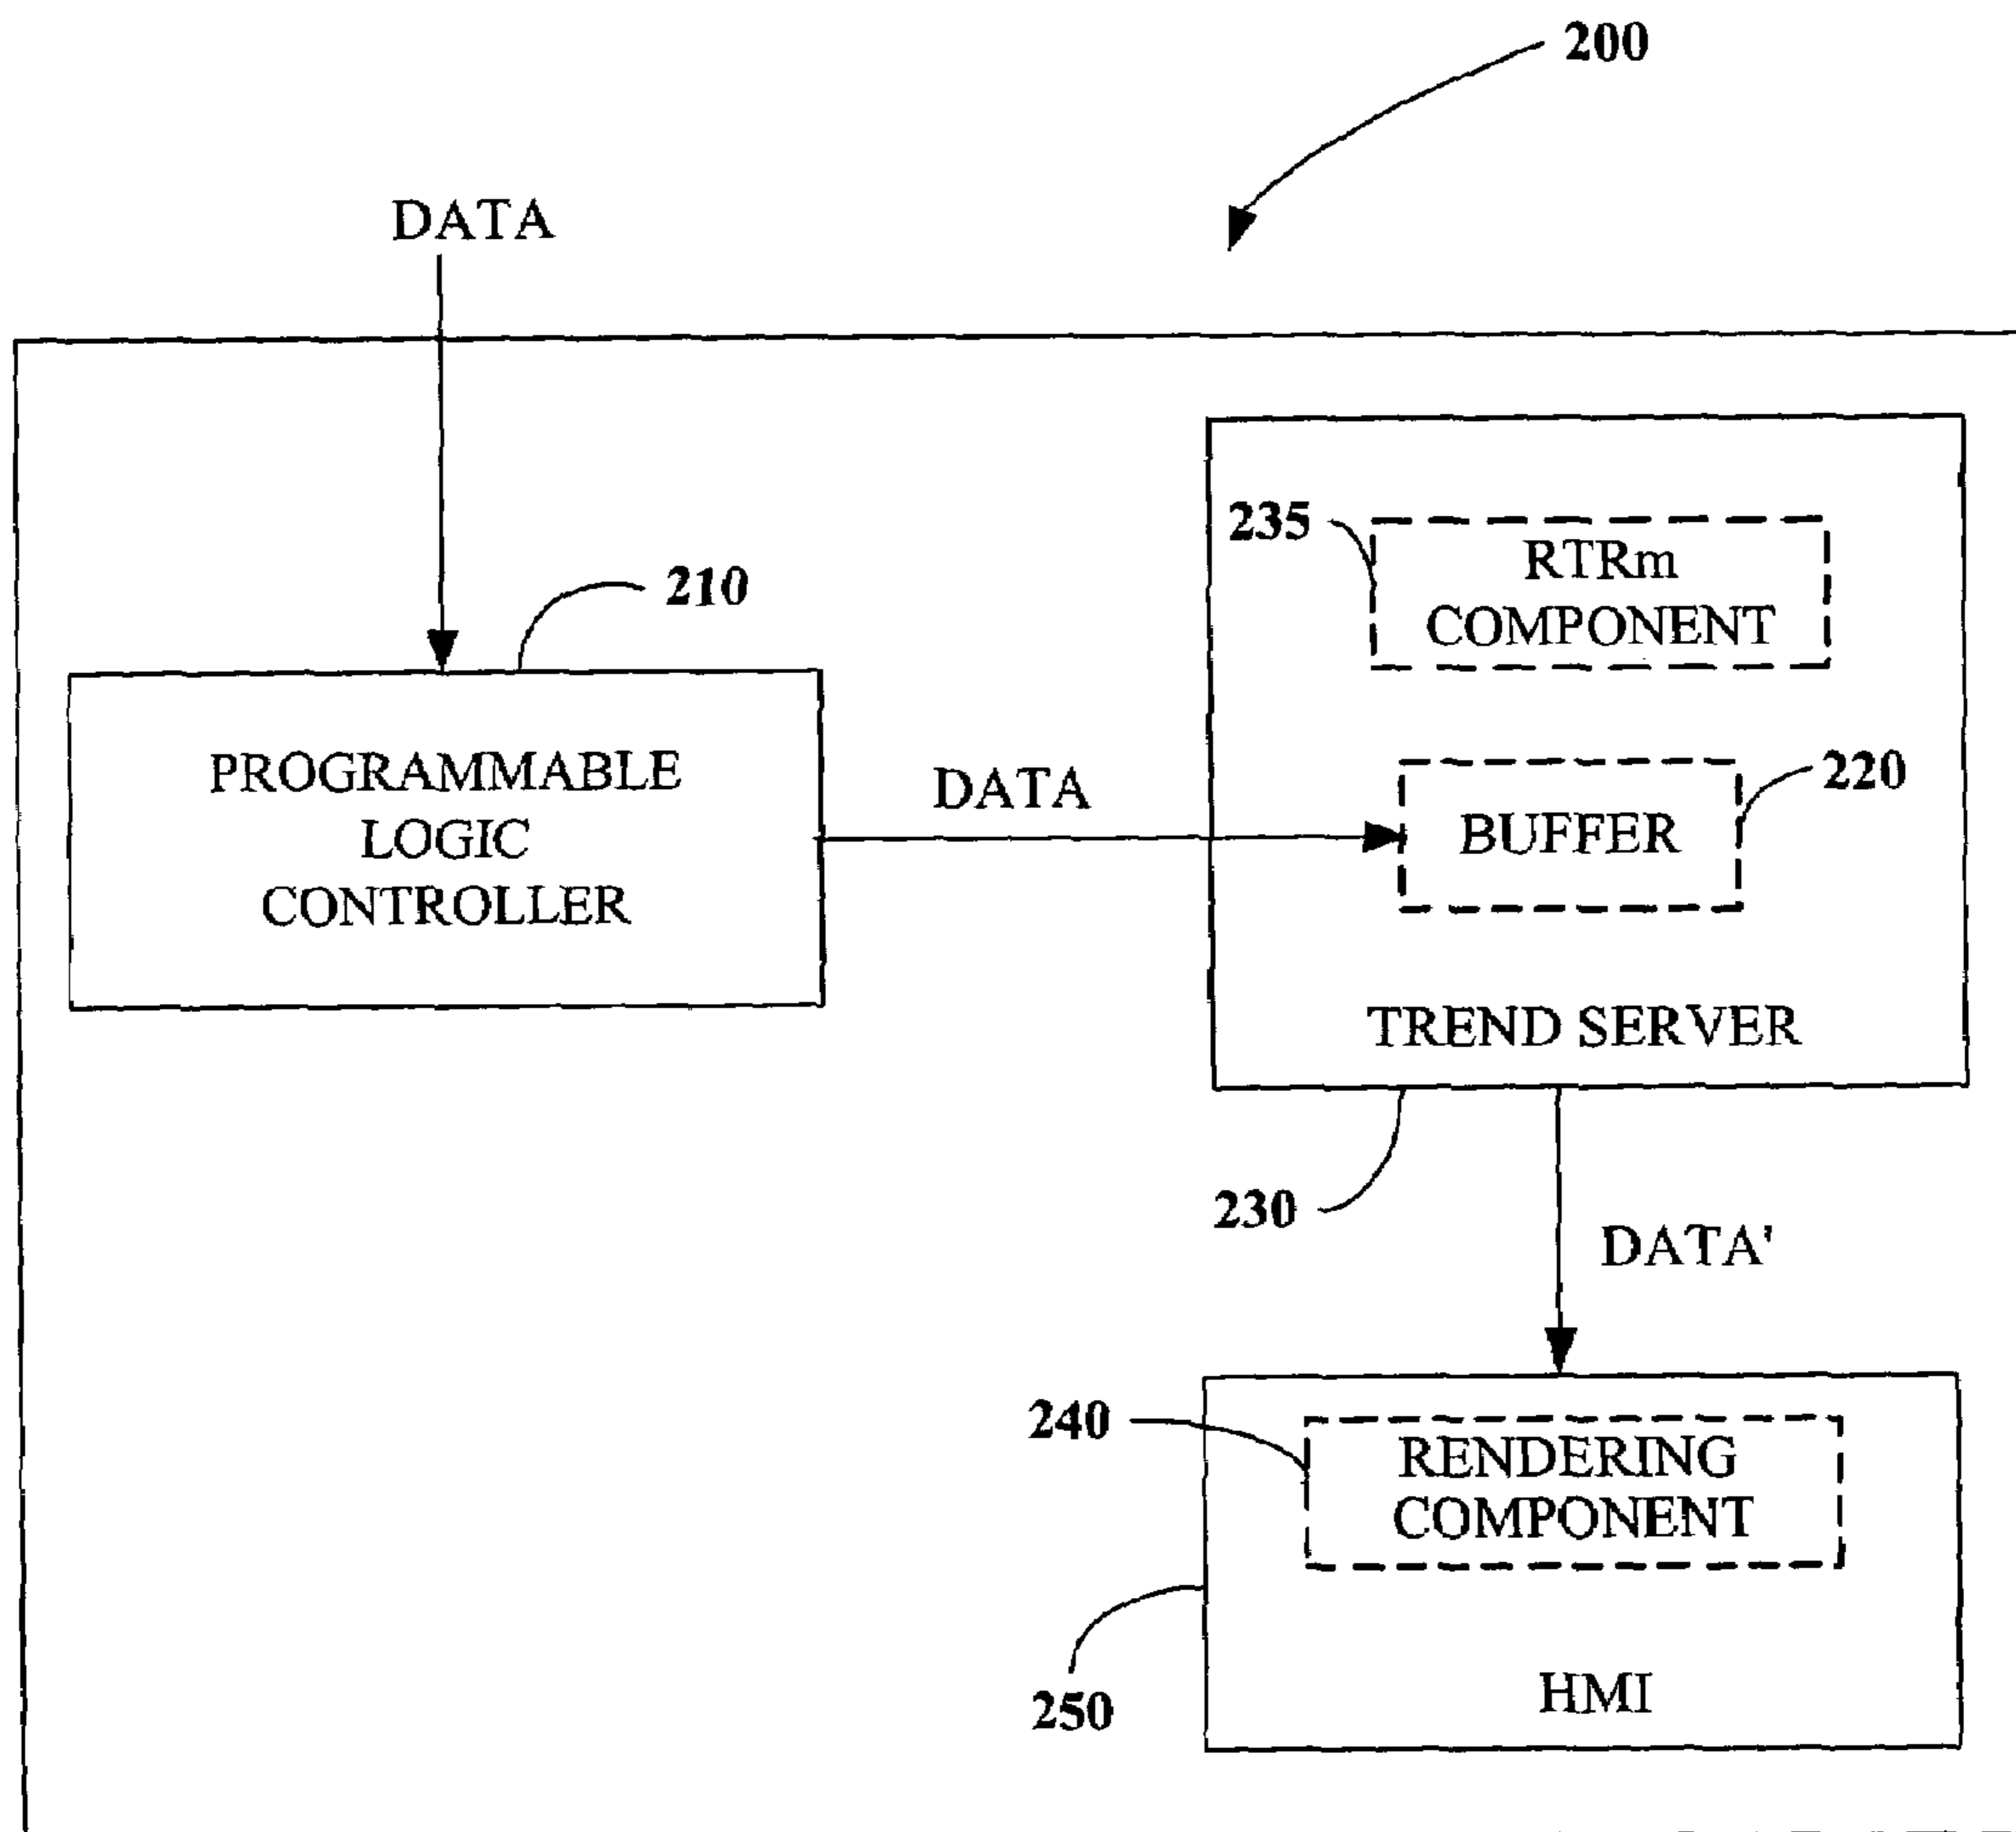 200
DATA
235
RTRm
COMPONENT
210
PROGRAMMABLE
LOGIC
CONTROLLER
DATA
220
BUFFER
TREND SERVER
230
DATA'
240
RENDERING
COMPONENT
250
HMI